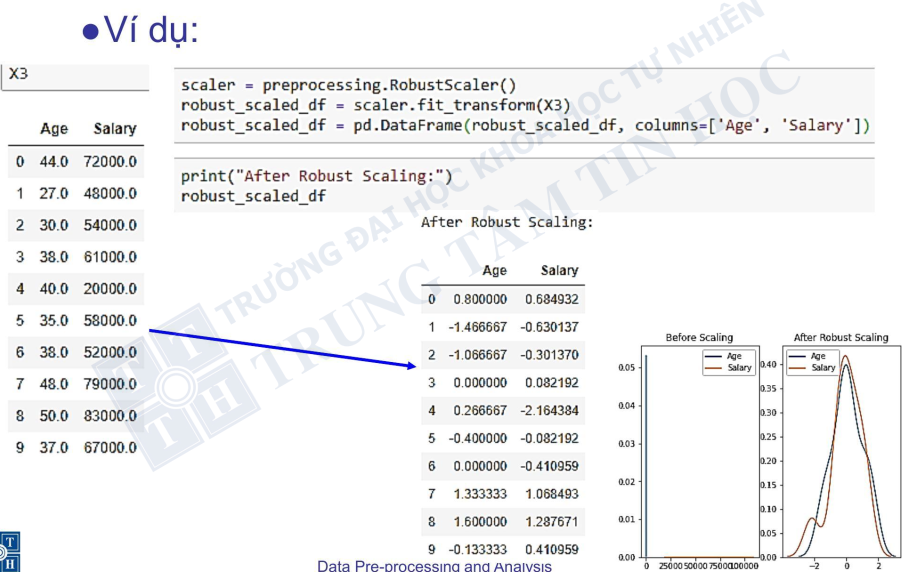 ●Ví dụ:
X3
Age Salary
0 44.0 72000.0
1 27.0 48000.0
2 30.0 54000.0
3 38.0 61000.0
4 40.0 20000.0
5 35.0 58000.0
6 38.0 52000.0
7 48.0 79000.0
8 50.0 83000.0
9 37.0 67000.0
scaler = preprocessing.RobustScaler()
robust_scaled_df = scaler.fit_transform(X3)
robust_scaled_df = pd.DataFrame(robust_scaled_df, columns=['Age', 'Salary'])
print("After Robust Scaling:")
robust_scaled_df
After Robust Scaling:
Age Salary
0 0.800000 0.684932
1 -1.466667 -0.630137
2 -1.066667 -0.301370
3 0.000000 0.082192
4 0.266667 -2.164384
5 -0.400000 -0.082192
6 0.000000 -0.410959
7 1.333333 1.068493
8 1.600000 1.287671
9 -0.133333 0.410959
Before Scaling
Age
Salary
0.05
0.04
0.03
0.02
0.01
0.00
0 25000 50000 75000 100000
After Robust Scaling
Age
Salary
0.40
0.35
0.30
0.25
0.20
0.15
0.10
0.05
0.00
−2 0 2
TRƯỜNG ĐẠI HỌC KHOA HỌC TỰ NHIÊN
TRUNG TÂM TIN HỌC
T
H
Data Pre-processing and Analysis